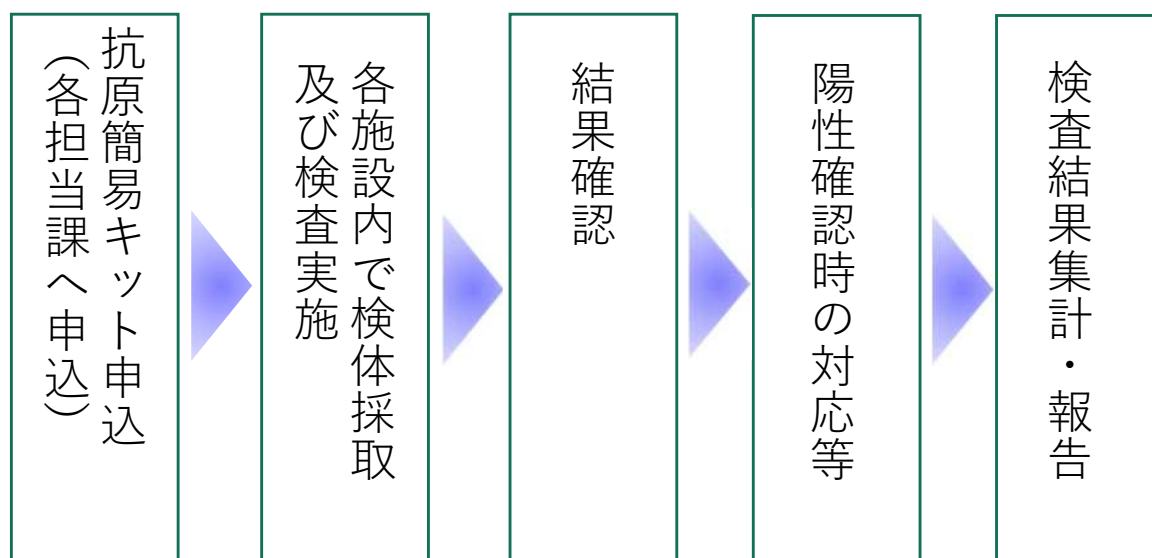 抗原簡易キット申込
（各担当課へ申込）
各施設内で検体採取
及び検査実施
結果確認
陽性確認時の対応等
検査結果集計・報告